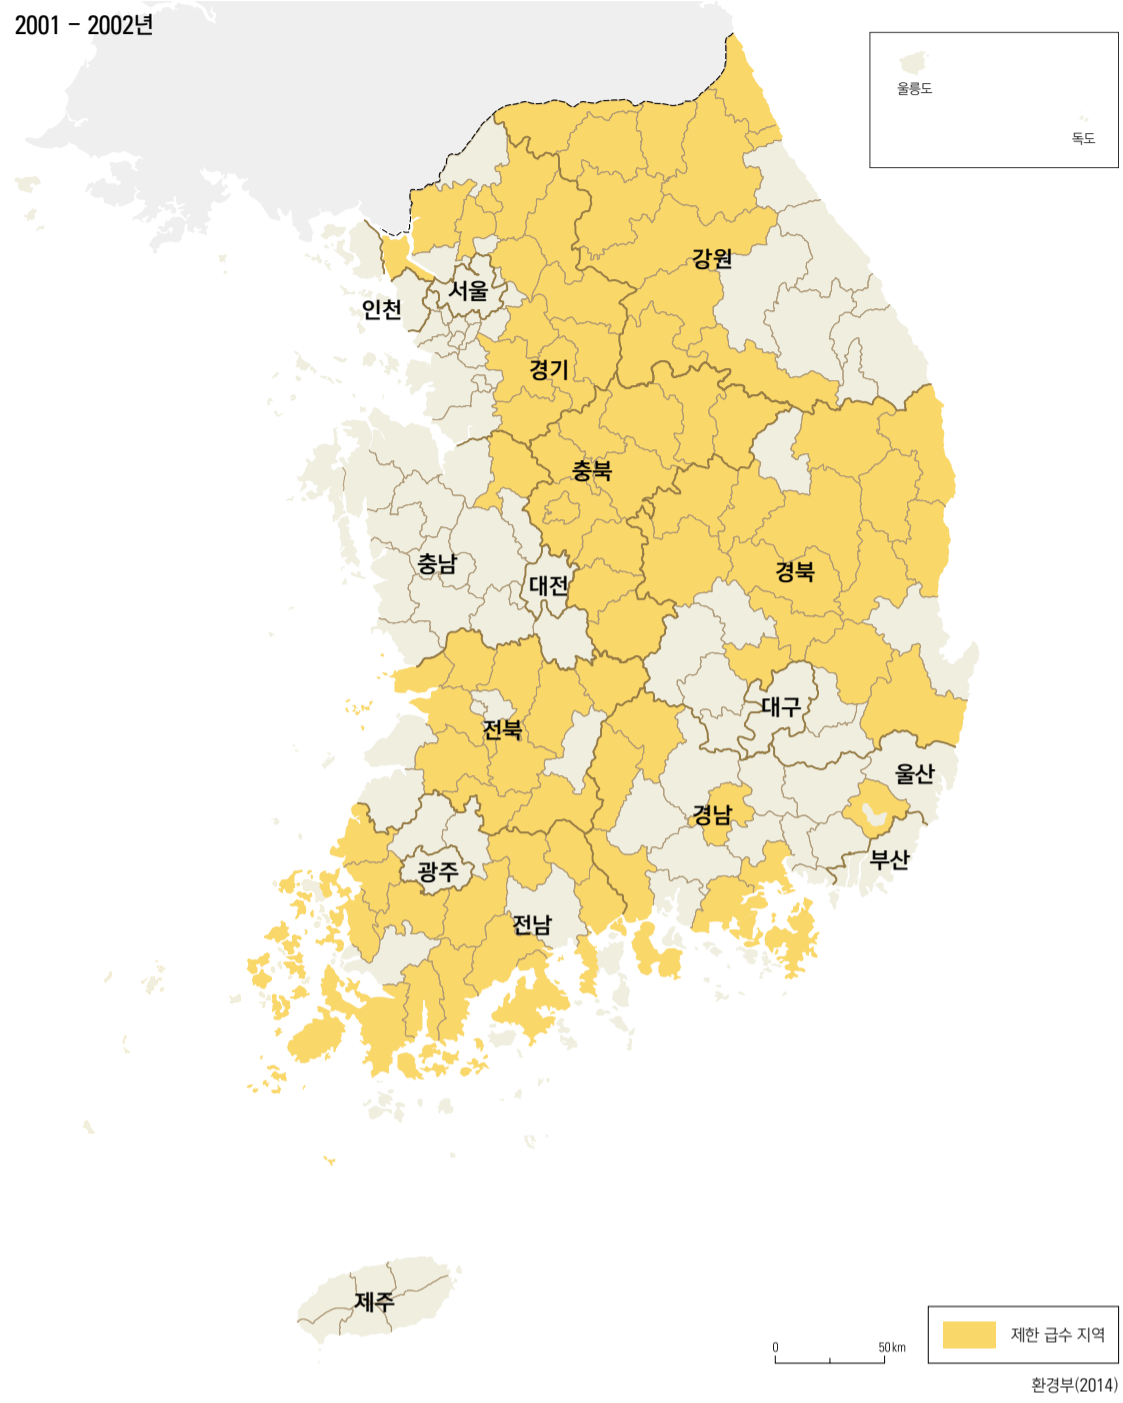 2001 - 2002년
울릉도
독도
강원
서울
인천
경기
충북
충남
대전
경북
대구
전북
울산
경남
부산
광주
전남
제주
0 50km
제한 급수 지역
환경부(2014)